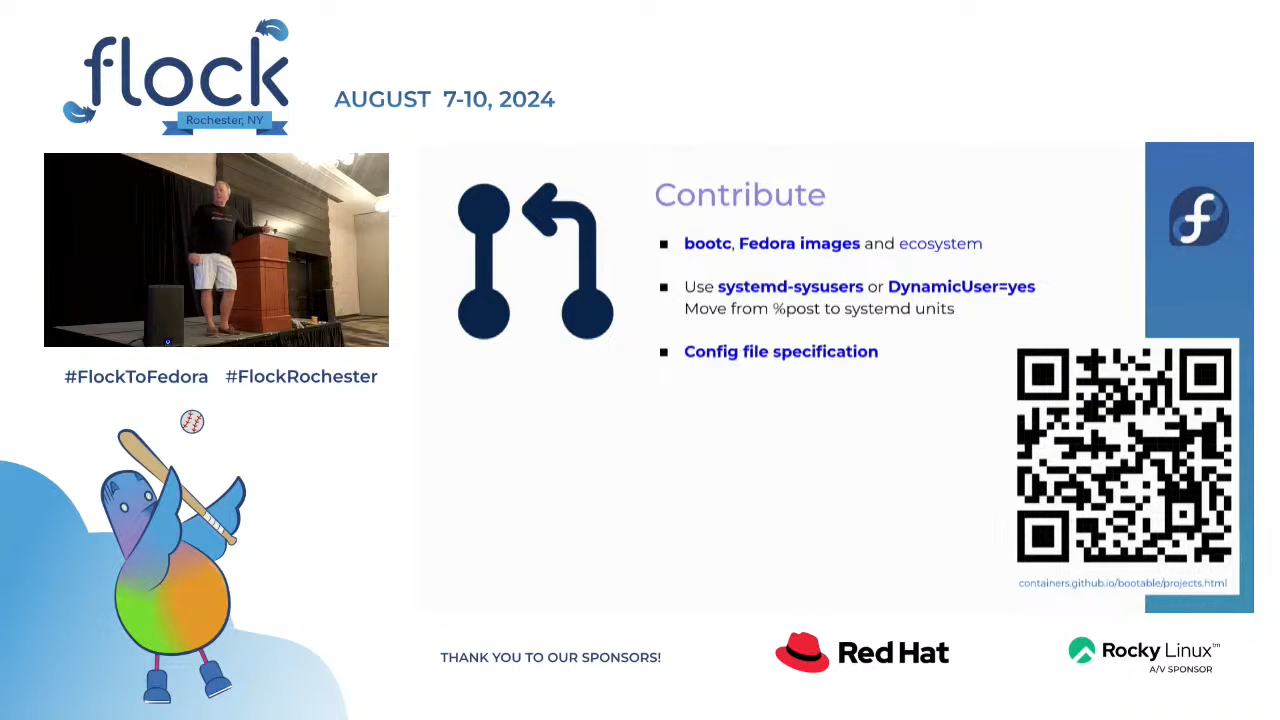 flock
Rochester, NY
AUGUST 7-10, 2024
Contribute
bootc, Fedora images and ecosystem
Use systemd-sysusers or DynamicUser=yes
Move from %post to systemd units
Config file specification
containers.github.io/bootable/projects.html
#FlockToFedora #FlockRochester
THANK YOU TO OUR SPONSORS!
Red Hat
Rocky Linux™
A/V SPONSOR